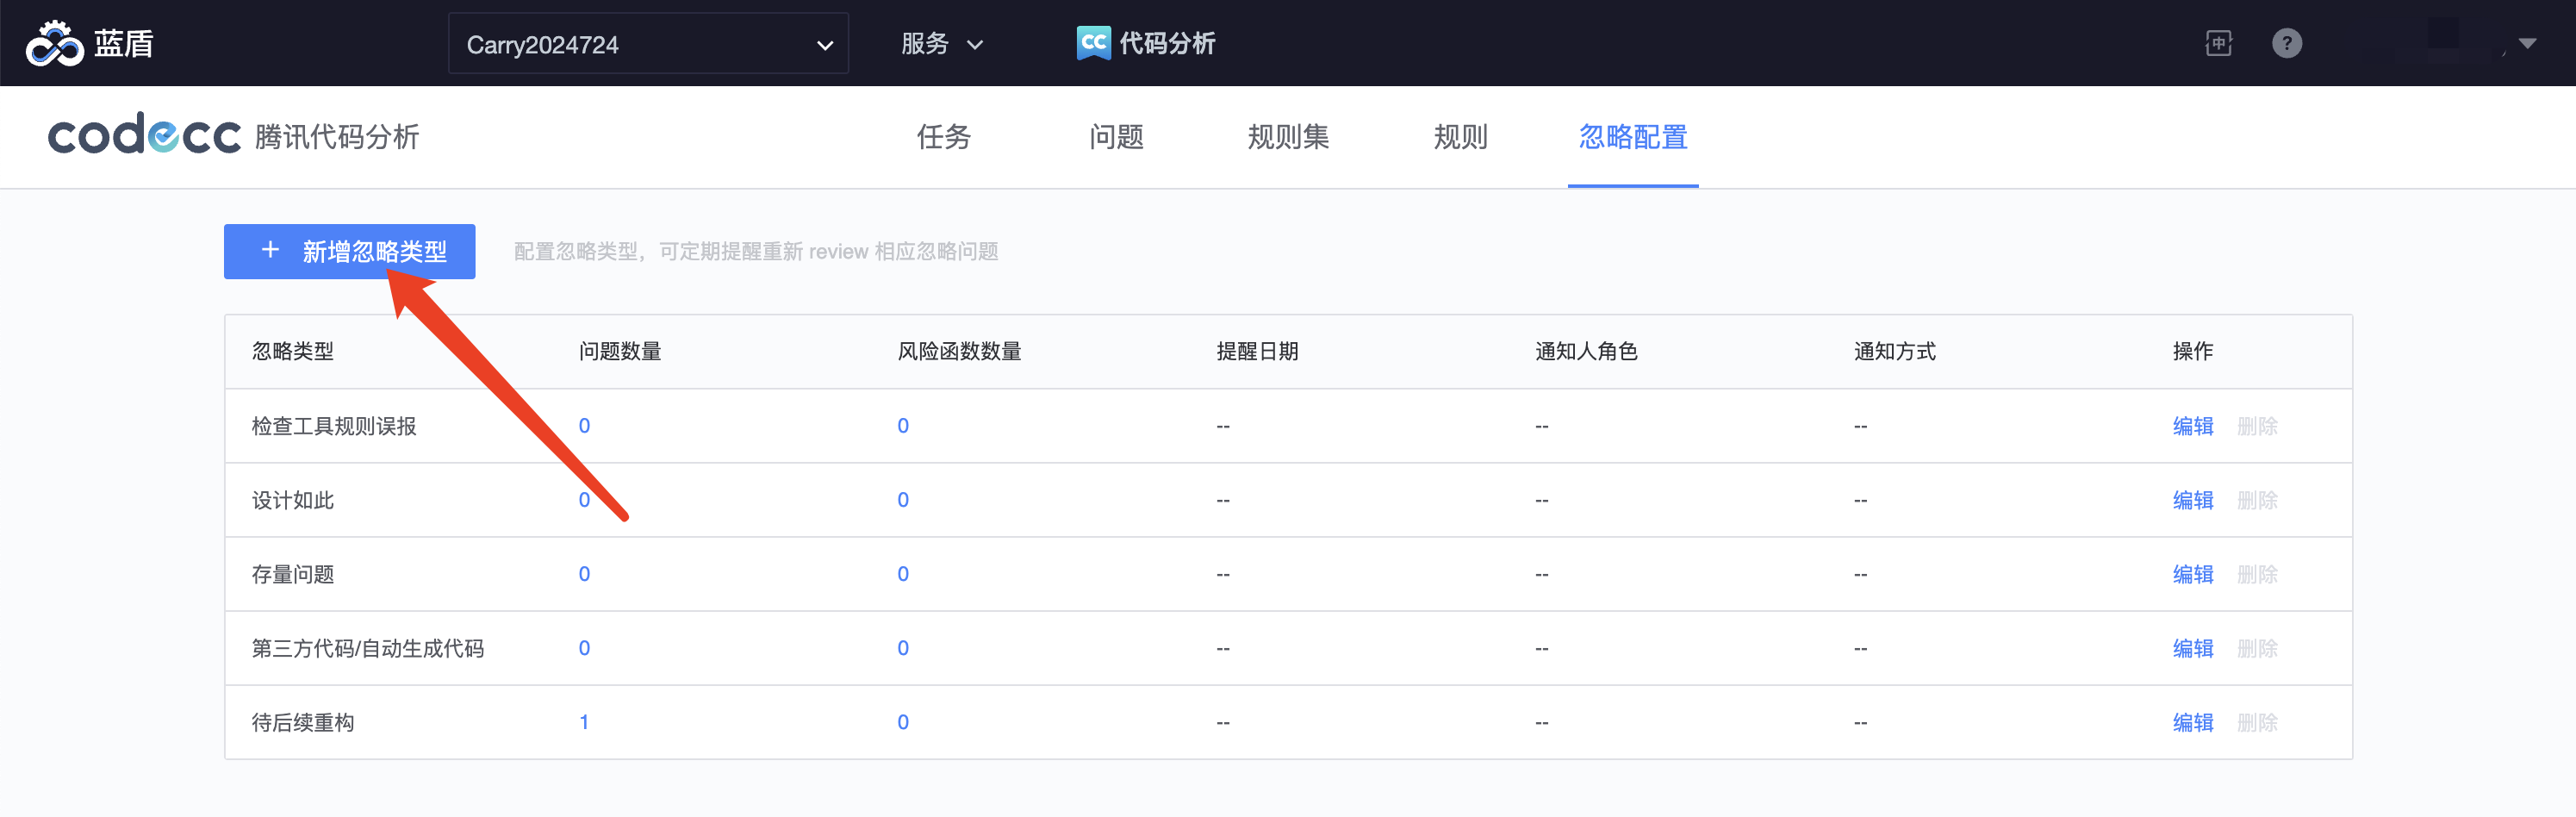 蓝盾 Carry2024724 服务 CC 代码分析 中 ?
codecc 腾讯代码分析 任务 问题 规则集 规则 忽略配置
+ 新增忽略类型 配置忽略类型，可定期提醒重新 review 相应忽略问题
忽略类型 问题数量 风险函数数量 提醒日期 通知人角色 通知方式 操作
检查工具规则误报 0 0 -- -- -- 编辑 删除
设计如此 0 0 -- -- -- 编辑 删除
存量问题 0 0 -- -- -- 编辑 删除
第三方代码/自动生成代码 0 0 -- -- -- 编辑 删除
待后续重构 1 0 -- -- -- 编辑 删除